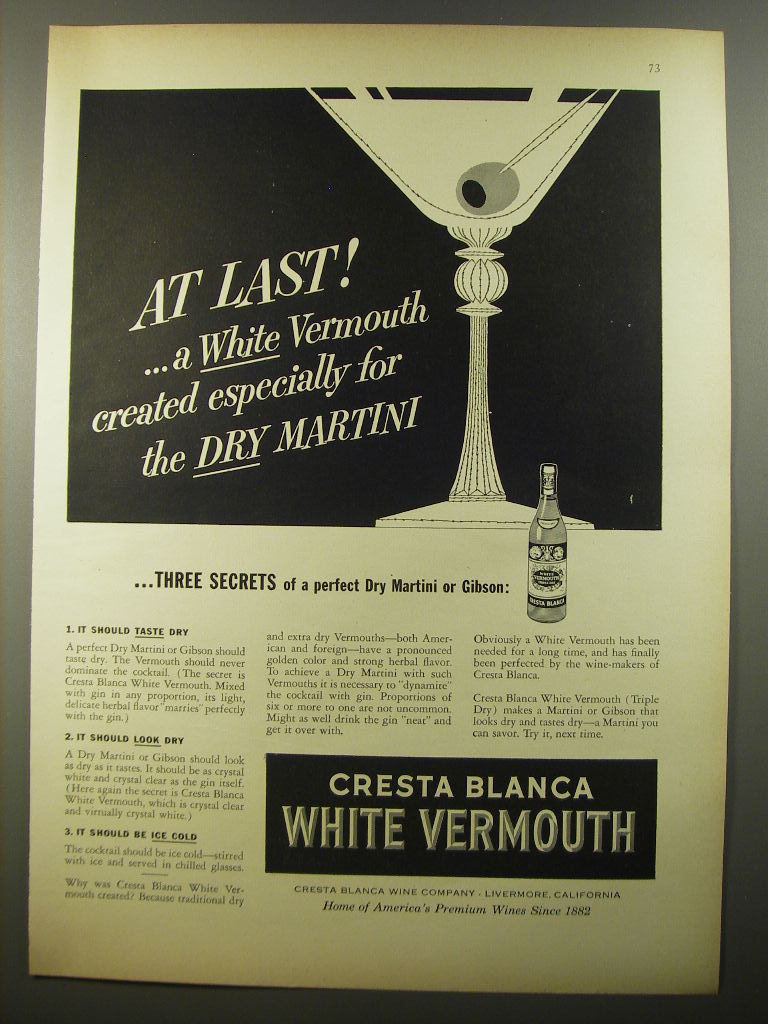 73
AT LAST!
...a White Vermouth
created especially for
the DRY MARTINI
...THREE SECRETS of a perfect Dry Martini or Gibson:
1. IT SHOULD TASTE DRY
A perfect Dry Martini or Gibson should
taste dry. The Vermouth should never
dominate the cocktail. (The secret is
Cresta Blanca White Vermouth. Mixed
with gin in any proportion, its light,
delicate herbal flavor "marries" perfectly
with the gin.)
2. IT SHOULD LOOK DRY
A Dry Martini or Gibson should look
as dry as it tastes. It should be as crystal
white and crystal clear as the gin itself.
(Here again the secret is Cresta Blanca
White Vermouth, which is crystal clear
and virtually crystal white.)
3. IT SHOULD BE ICE COLD
The cocktail should be ice cold—stirred
with ice and served in chilled glasses.
Why was Cresta Blanca White Ver-
mouth created? Because traditional dry
and extra dry Vermouths—both Amer-
ican and foreign—have a pronounced
golden color and strong herbal flavor.
To achieve a Dry Martini with such
Vermouths it is necessary to "dynamite"
the cocktail with gin. Proportions of
six or more to one are not uncommon.
Might as well drink the gin "neat" and
get it over with.
Obviously a White Vermouth has been
needed for a long time, and has finally
been perfected by the wine-makers of
Cresta Blanca.
Cresta Blanca White Vermouth (Triple
Dry) makes a Martini or Gibson that
looks dry and tastes dry—a Martini you
can savor. Try it, next time.
WHITE
VERMOUTH
CRESTA BLANCA
CRESTA BLANCA
WHITE VERMOUTH
CRESTA BLANCA WINE COMPANY · LIVERMORE, CALIFORNIA
Home of America's Premium Wines Since 1882